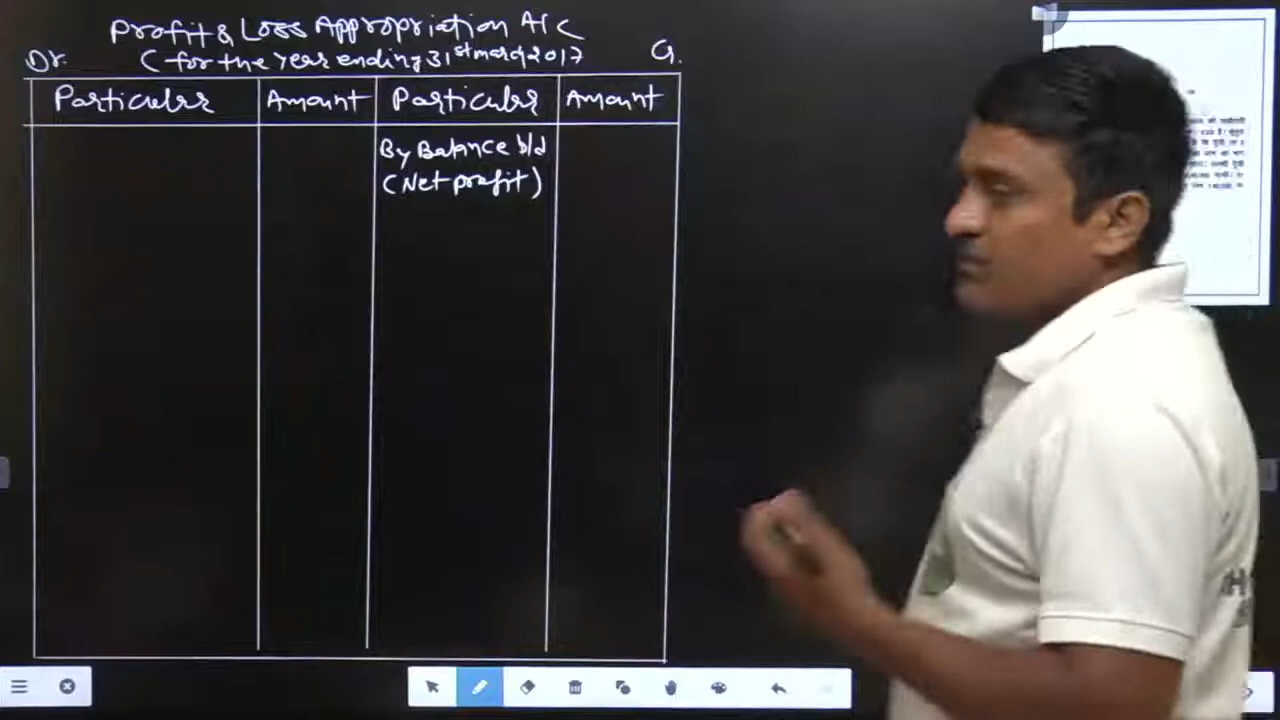 Profit & Loss Appropriation A/C
Dr. ( for the year ending 31st march 2017 Cr.
Particulars Amount Particulars Amount
By Balance b/d
(Net profit)